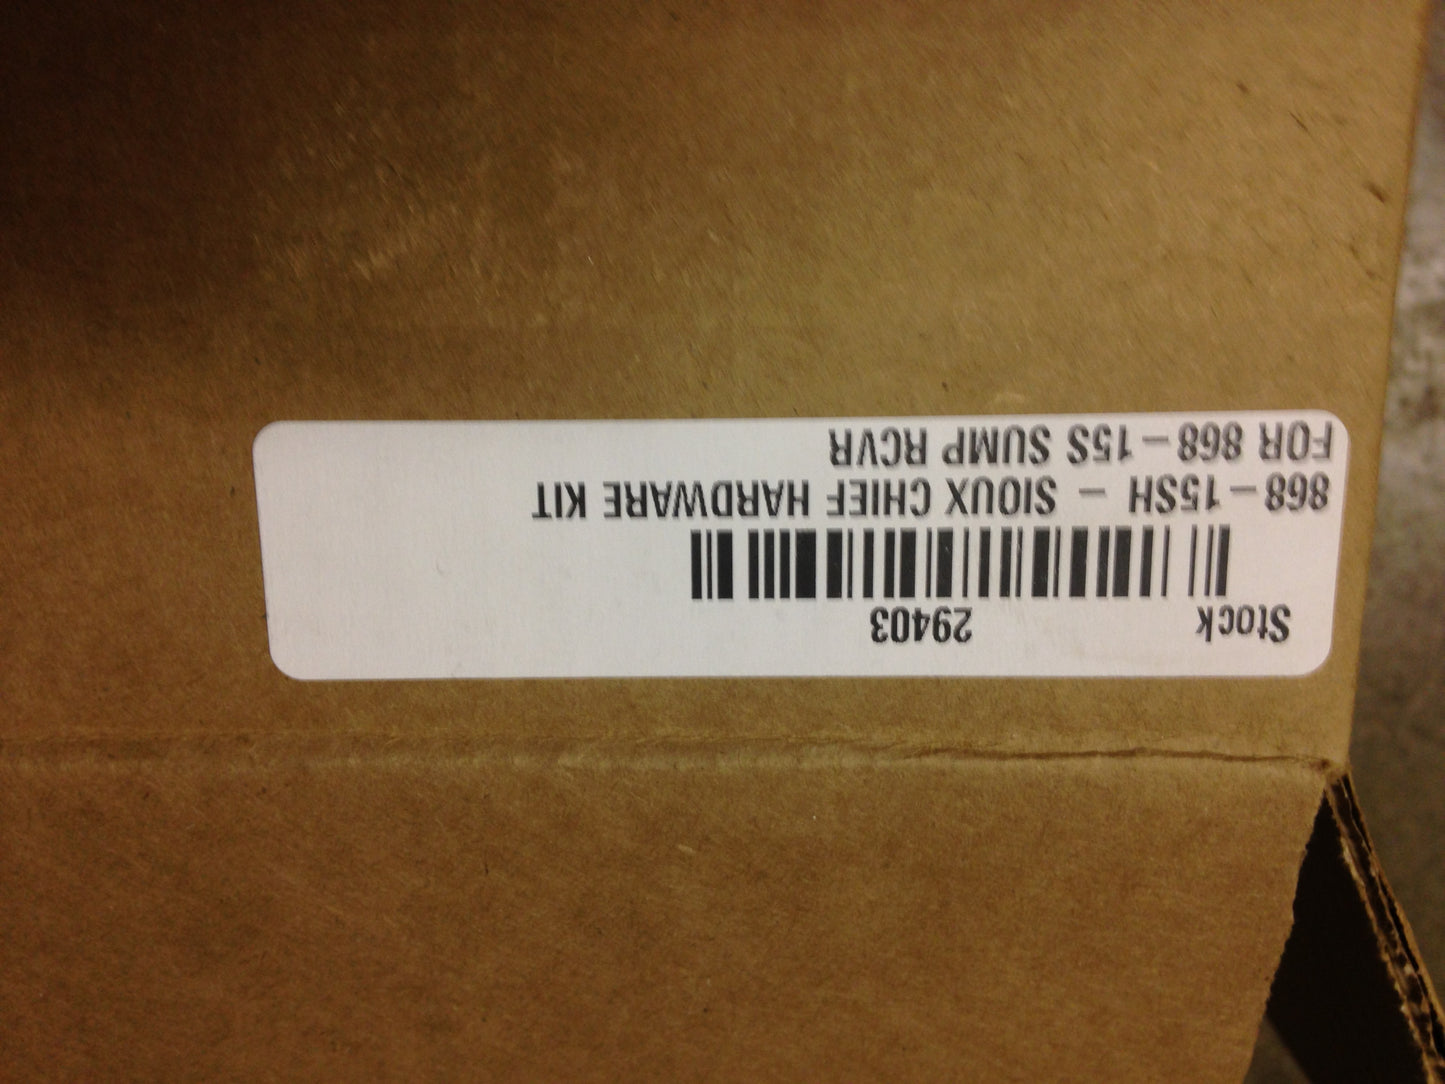 Stock 29403
868-15SH - SIOUX CHIEF HARDWARE KIT
FOR 868-15S SUMP RCVR